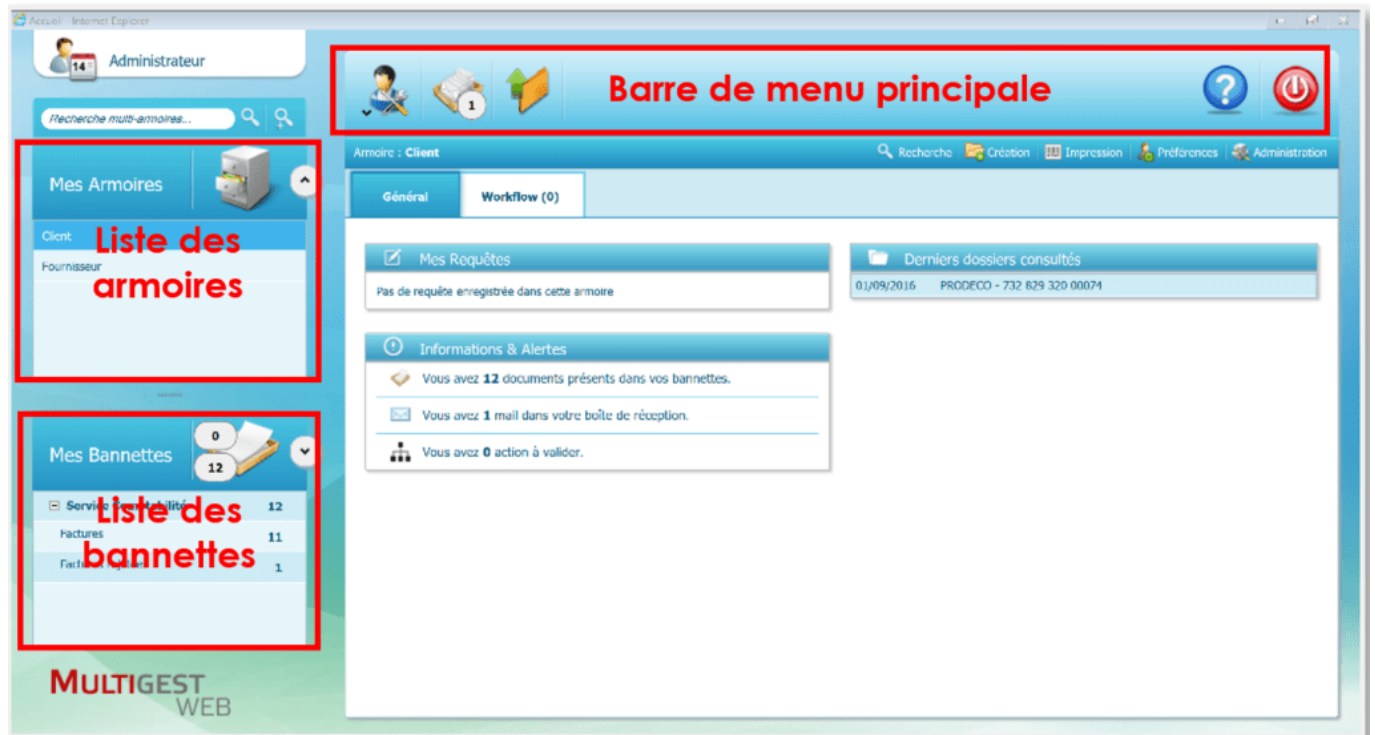 Accueil - Internet Explorer
14
Administrateur
Recherche multi-armoires...
1
Barre de menu principale
?
Mes Armoires
Client
Liste des
Fournisseur
armoires
Armoire : Client
Recherche
Création
Impression
Préférences
Administration
Général
Workflow (0)
Mes Requêtes
Pas de requête enregistrée dans cette armoire
Derniers dossiers consultés
01/09/2016 PRODECO - 732 829 320 00074
Informations & Alertes
Vous avez 12 documents présents dans vos bannettes.
Vous avez 1 mail dans votre boîte de réception.
Vous avez 0 action à valider.
Mes Bannettes
0
12
Service Comptabilité 12
Liste des
Factures 11
bannettes
1
MULTIGEST
WEB